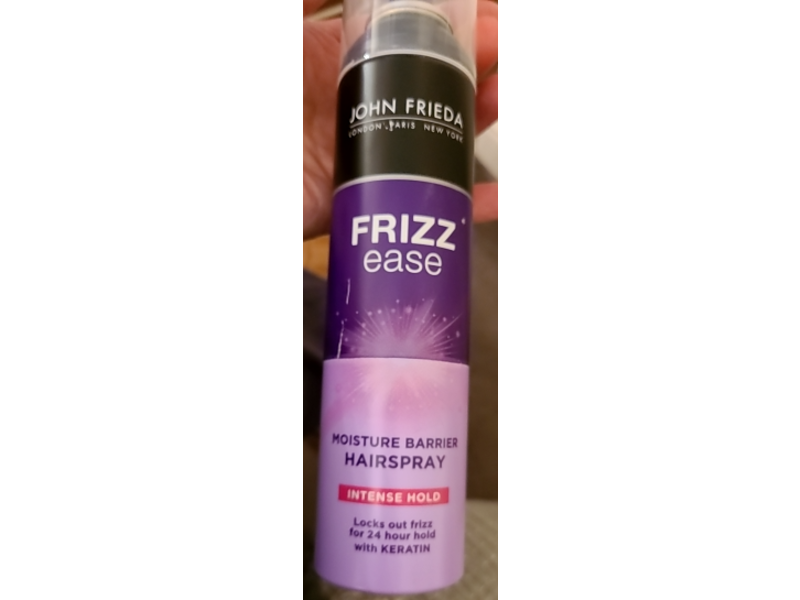 JOHN FRIEDA
LONDON PARIS NEW YORK
FRIZZ
ease
MOISTURE BARRIER
HAIRSPRAY
INTENSE HOLD
Locks out frizz
for 24 hour hold
with KERATIN